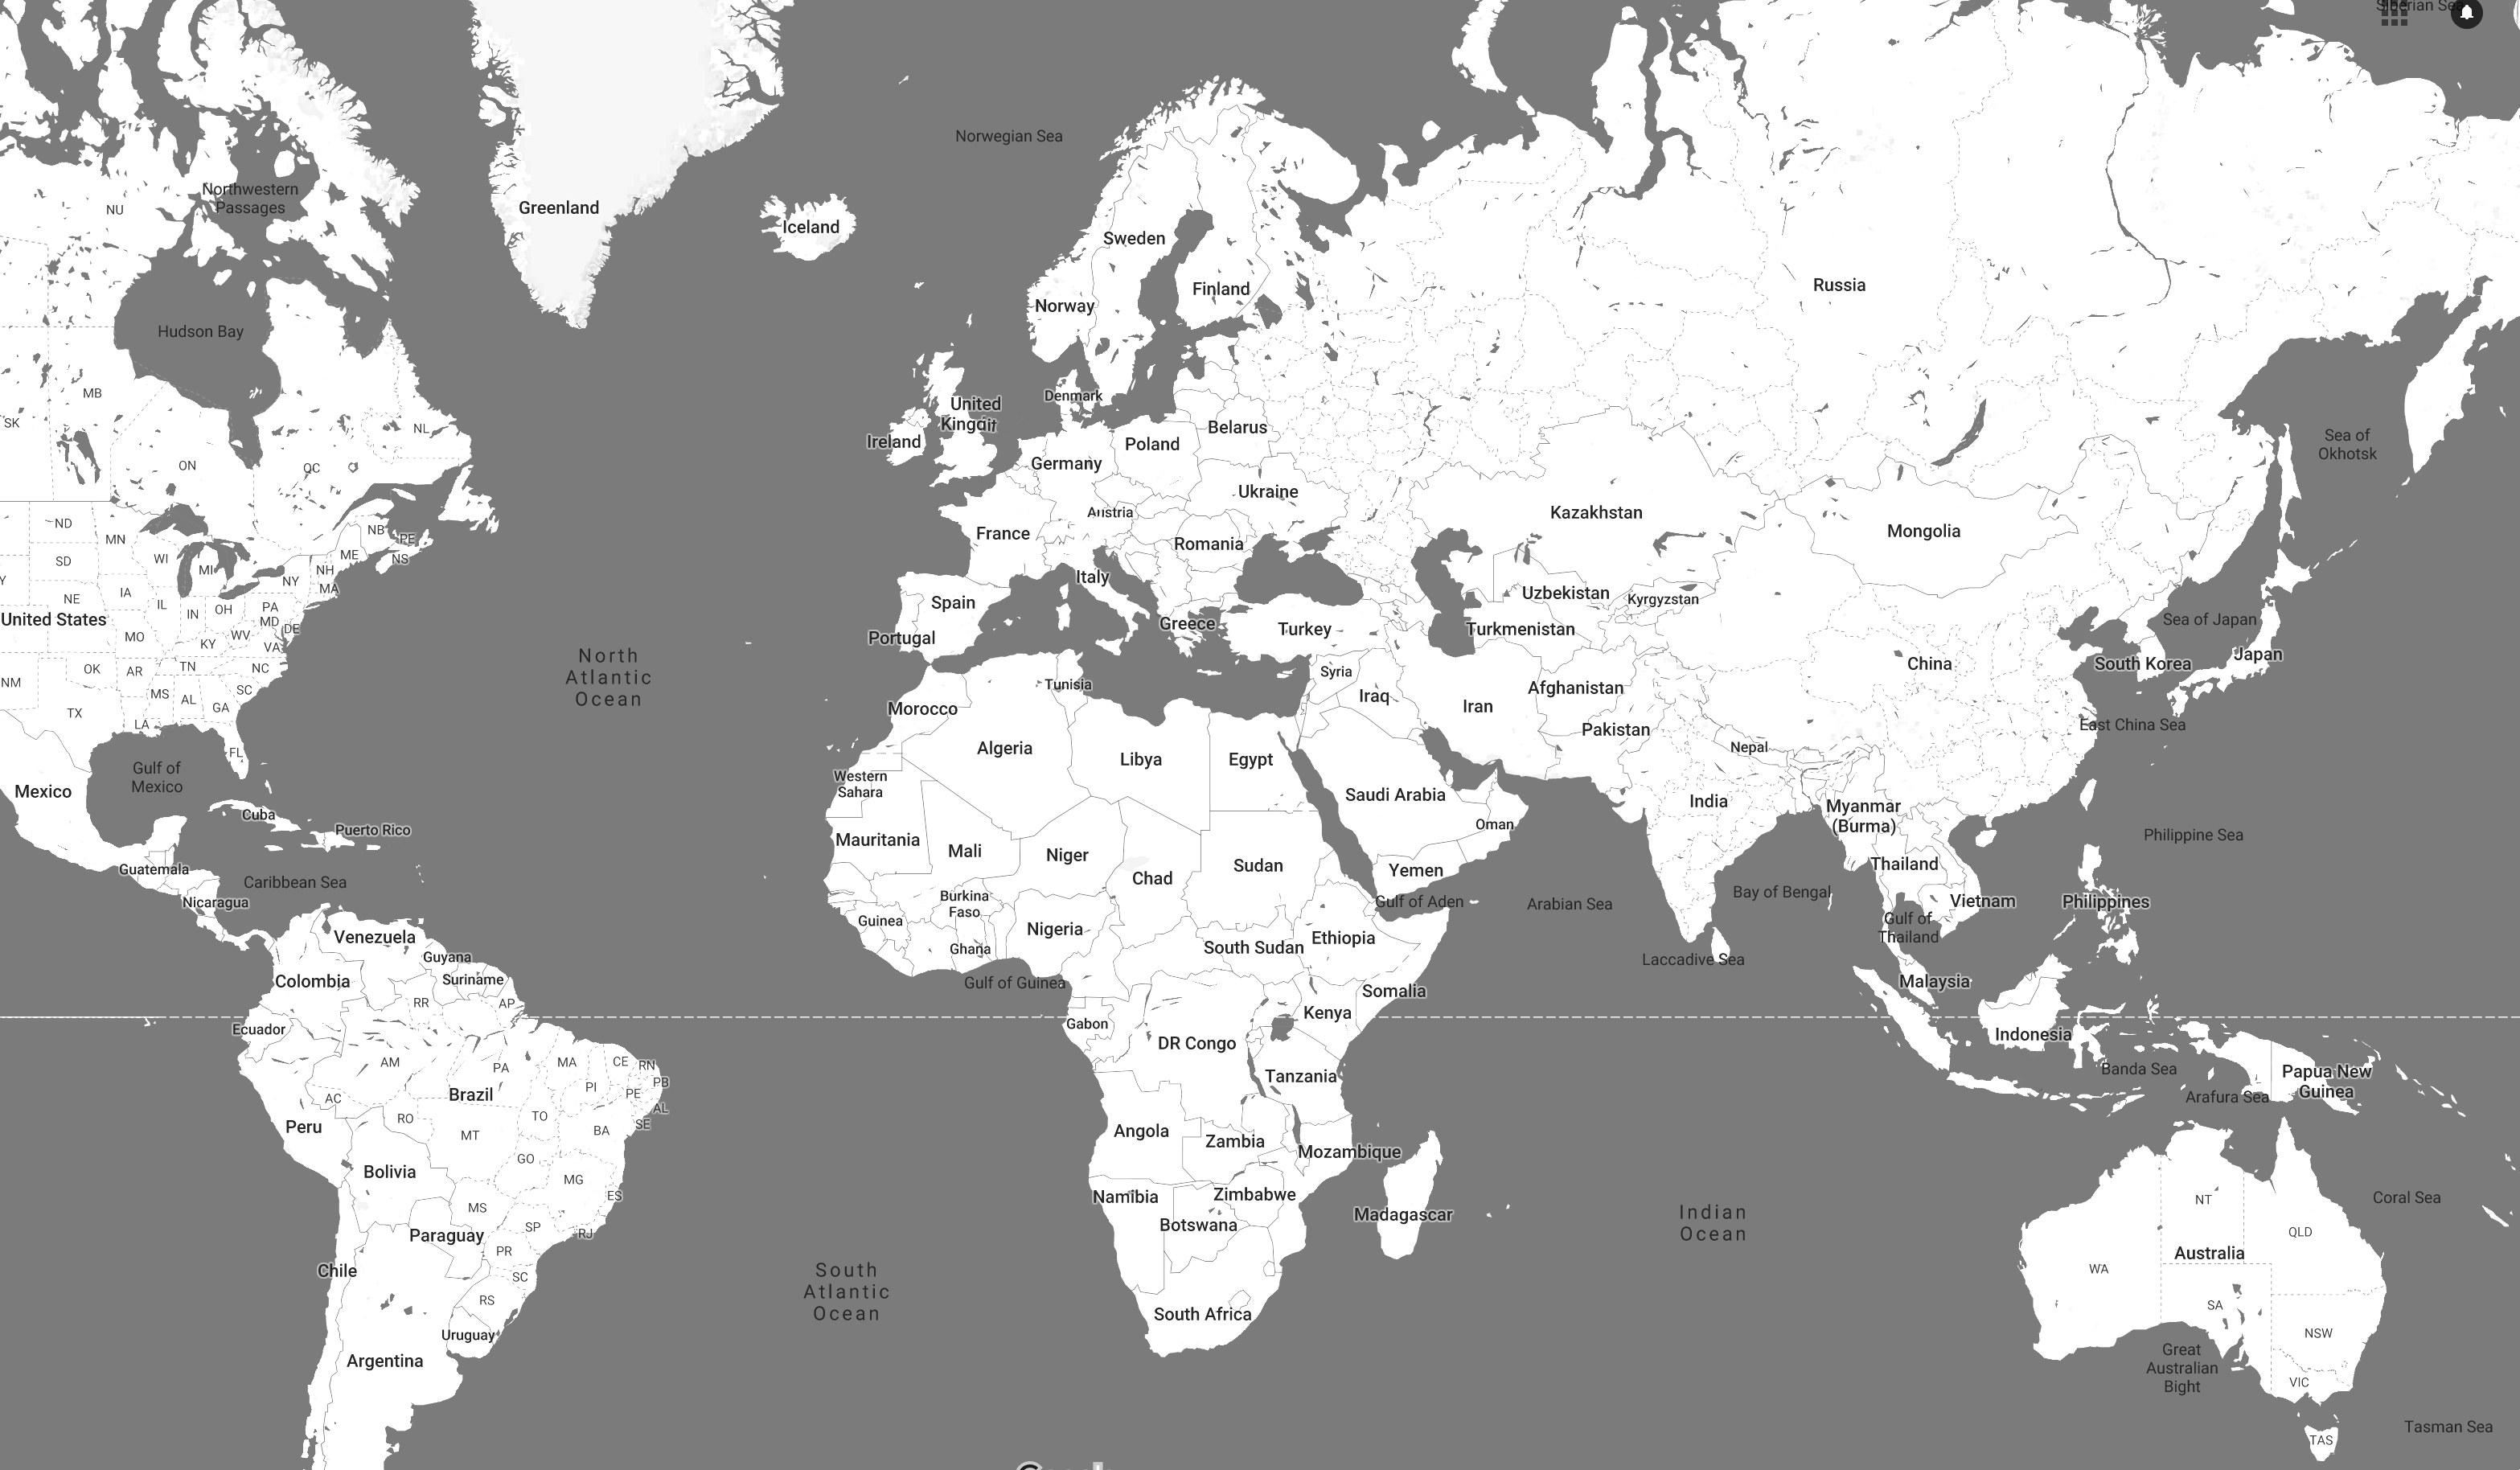 Siberian Sea
Norwegian Sea
Northwestern
Passages
NU
Greenland
Iceland
Sweden
Finland
Norway
Russia
Hudson Bay
MB
SK
NL
ON
QC
Denmark
United
Ireland
Belarus
Poland
Germany
Ukraine
Sea of
Okhotsk
Austria
Kazakhstan
Mongolia
France
Romania
ND
MN
NB
PE
ME
NS
SD
WI
MI
NH
NY
MA
Italy
NE
IA
IL
IN
OH
PA
MD
DE
Spain
Uzbekistan
Kyrgyzstan
United States
MO
KY
WV
VA
Portugal
Greece
Turkey
Turkmenistan
Sea of Japan
North
Atlantic
Ocean
OK
AR
TN
NC
NM
MS
AL
SC
GA
TX
LA
FL
Tunisia
Syria
Iraq
Iran
Afghanistan
Pakistan
China
South Korea
Japan
East China Sea
Morocco
Algeria
Libya
Egypt
Nepal
Gulf of
Mexico
Mexico
Western
Sahara
Saudi Arabia
Oman
India
Myanmar
(Burma)
Cuba
Puerto Rico
Mauritania
Mali
Niger
Chad
Sudan
Yemen
Thailand
Philippine Sea
Guatemala
Caribbean Sea
Nicaragua
Burkina
Faso
Guinea
Ghana
Nigeria
Gulf of Aden
Arabian Sea
Bay of Bengal
Vietnam
Gulf of
Thailand
Philippines
Venezuela
Guyana
Suriname
Colombia
RR
AP
South Sudan
Ethiopia
Somalia
Laccadive Sea
Malaysia
Gulf of Guinea
Ecuador
Gabon
Kenya
DR Congo
Indonesia
AM
PA
MA
CE
RN
PB
PI
PE
AL
SE
Brazil
AC
RO
TO
BA
MT
Peru
Tanzania
Banda Sea
Arafura Sea
Papua New
Guinea
Angola
Zambia
Mozambique
Bolivia
GO
MG
ES
MS
SP
RJ
Namibia
Zimbabwe
Botswana
Madagascar
Indian
Ocean
NT
Coral Sea
QLD
Paraguay
PR
SC
Chile
RS
South
Atlantic
Ocean
Australia
WA
SA
NSW
South Africa
Uruguay
Argentina
Great
Australian
Bight
VIC
TAS
Tasman Sea